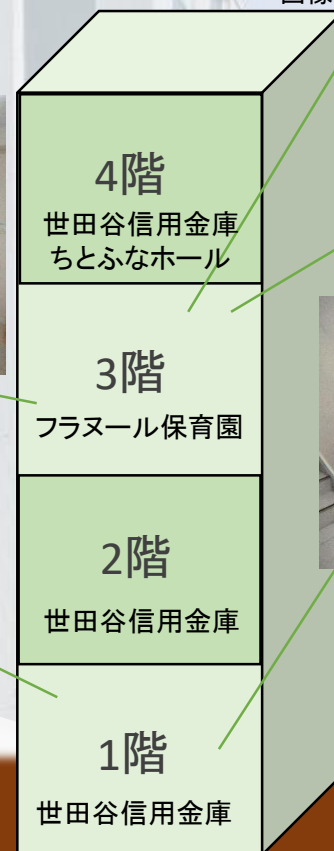 4階
世田谷信用金庫
ちとふなホール
3階
フラヌール保育園
2階
世田谷信用金庫
1階
世田谷信用金庫